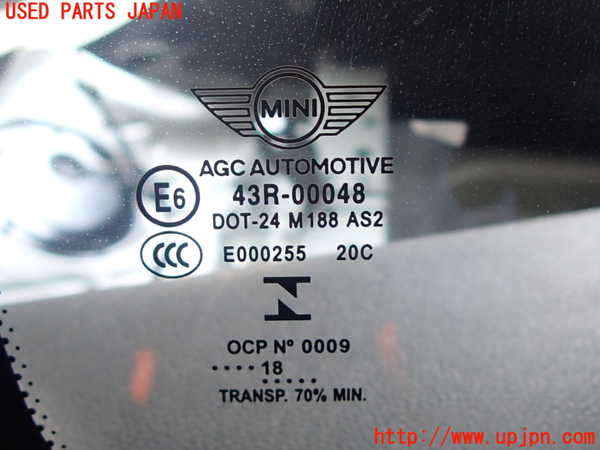 USED PARTS JAPAN
MINI
AGC AUTOMOTIVE
E6 43R-00048
DOT-24 M188 AS2
CCC E000255 20C
OCP Nº 0009
.... 18
.....
TRANSP. 70% MIN.
http://www.upjpn.com/